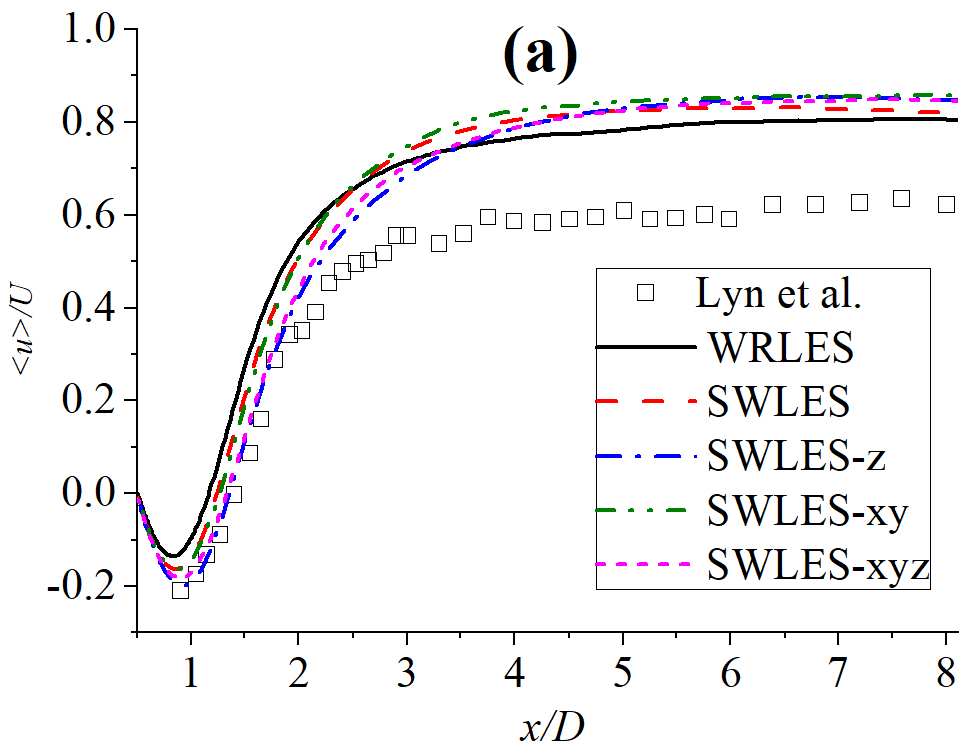 (a)
<u>/U
1.0
0.8
0.6
0.4
0.2
0.0
-0.2
Lyn et al.
WRLES
SWLES
SWLES-z
SWLES-xy
SWLES-xyz
1 2 3 4 5 6 7 8
x/D